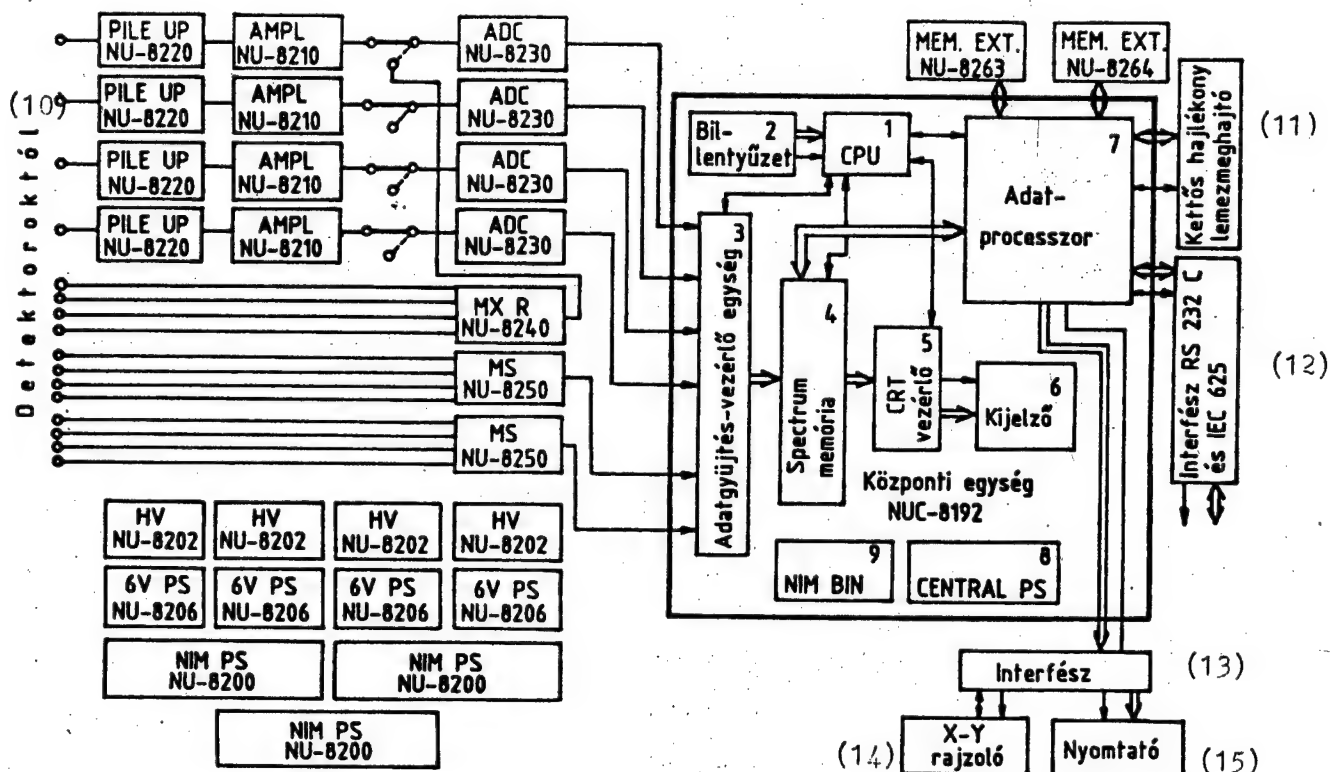 PILE UP
NU-8220
AMPL
NU-8210
ADC
NU-8230
PILE UP
NU-8220
AMPL
NU-8210
ADC
NU-8230
PILE UP
NU-8220
AMPL
NU-8210
ADC
NU-8230
PILE UP
NU-8220
AMPL
NU-8210
ADC
NU-8230
(10)
Detektoroktól
MX R
NU-8240
MS
NU-8250
MS
NU-8250
HV
NU-8202
HV
NU-8202
HV
NU-8202
HV
NU-8202
6V PS
NU-8206
6V PS
NU-8206
6V PS
NU-8206
6V PS
NU-8206
NIM PS
NU-8200
NIM PS
NU-8200
NIM PS
NU-8200
MEM. EXT.
NU-8263
MEM. EXT.
NU-8264
2
Bil-
lentyűzet
1
CPU
7
Adat-
processzor
3
Adatgyüjtés-vezérlő egység
4
Spectrum
memória
5
CRT
vezérlő
6
Kijelző
Központi egység
NUC-8192
9
NIM BIN
8
CENTRAL PS
Kettős hajlékony
lemezmeghajtó
(11)
Interfész RS 232 C
és IEC 625
(12)
Interfész
(13)
(14)
X-Y
rajzoló
Nyomtató
(15)